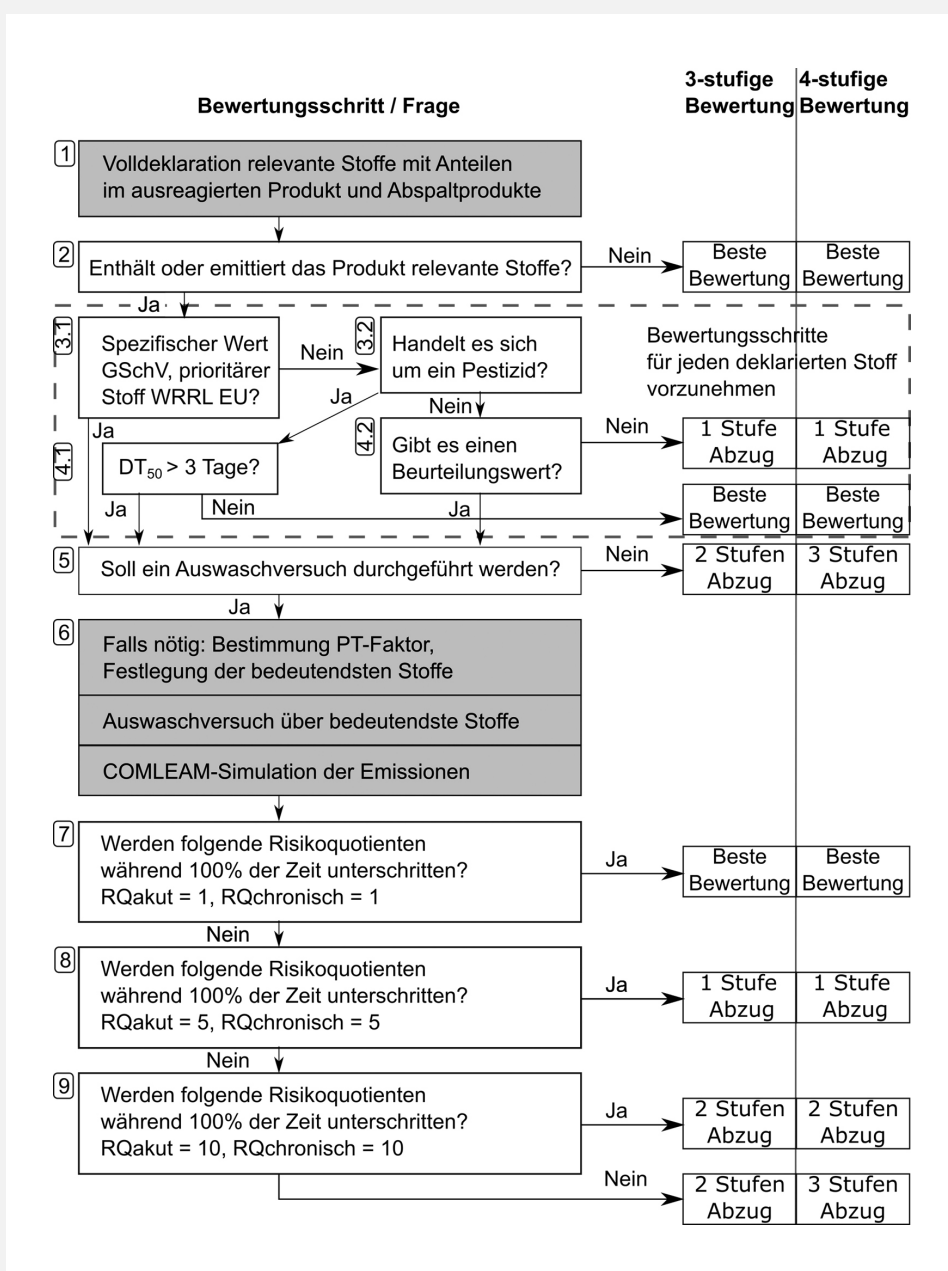 3-stufige 4-stufige
Bewertungsschritt / Frage Bewertung Bewertung
1
Volldeklaration relevante Stoffe mit Anteilen
im ausreagierten Produkt und Abspaltprodukte
2
Enthält oder emittiert das Produkt relevante Stoffe?
Nein
Beste Beste
Bewertung Bewertung
Ja
3.1
Spezifischer Wert
GSchV, prioritärer
Stoff WRRL EU?
Nein
3.2
Handelt es sich
um ein Pestizid?
Bewertungsschritte
für jeden deklarierten Stoff
vorzunehmen
Ja
Nein
Ja
4.1
DT50 > 3 Tage?
4.2
Gibt es einen
Beurteilungswert?
Nein
1 Stufe 1 Stufe
Abzug Abzug
Ja
Nein
Ja
Beste Beste
Bewertung Bewertung
5
Soll ein Auswaschversuch durchgeführt werden?
Nein
2 Stufen 3 Stufen
Abzug Abzug
Ja
6
Falls nötig: Bestimmung PT-Faktor,
Festlegung der bedeutendsten Stoffe
Auswaschversuch über bedeutendste Stoffe
COMLEAM-Simulation der Emissionen
7
Werden folgende Risikoquotienten
während 100% der Zeit unterschritten?
RQakut = 1, RQchronisch = 1
Ja
Beste Beste
Bewertung Bewertung
Nein
8
Werden folgende Risikoquotienten
während 100% der Zeit unterschritten?
RQakut = 5, RQchronisch = 5
Ja
1 Stufe 1 Stufe
Abzug Abzug
Nein
9
Werden folgende Risikoquotienten
während 100% der Zeit unterschritten?
RQakut = 10, RQchronisch = 10
Ja
2 Stufen 2 Stufen
Abzug Abzug
Nein
2 Stufen 3 Stufen
Abzug Abzug